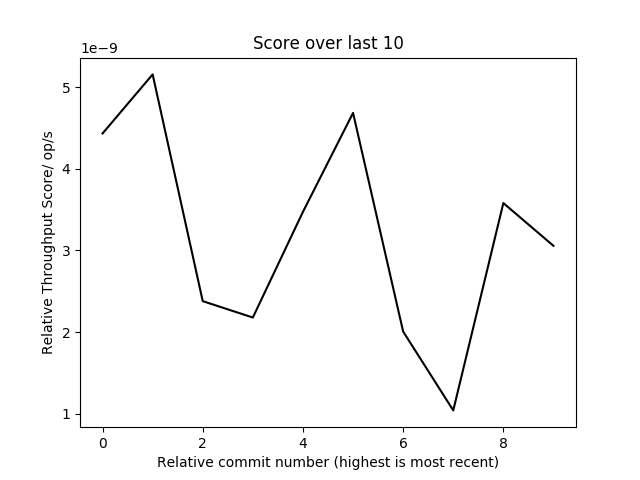 Score over last 10
1e−9
5
4
3
2
1
Relative Throughput Score/ op/s
0 2 4 6 8
Relative commit number (highest is most recent)